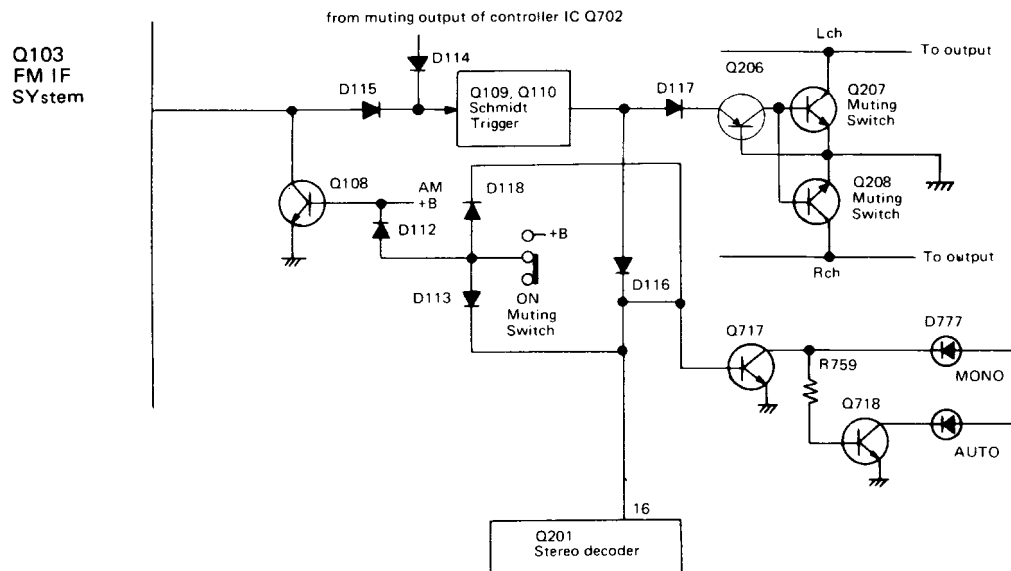 from muting output of controller IC Q702
Q103
FM IF
SYstem
D114
D115
Q109, Q110
Schmidt
Trigger
D117
Q206
Lch
To output
Q207
Muting
Switch
Q108
AM
+B
D112
D118
+B
D113
ON
Muting
Switch
D116
Q208
Muting
Switch
To output
Rch
Q717
R759
D777
MONO
Q718
AUTO
16
Q201
Stereo decoder